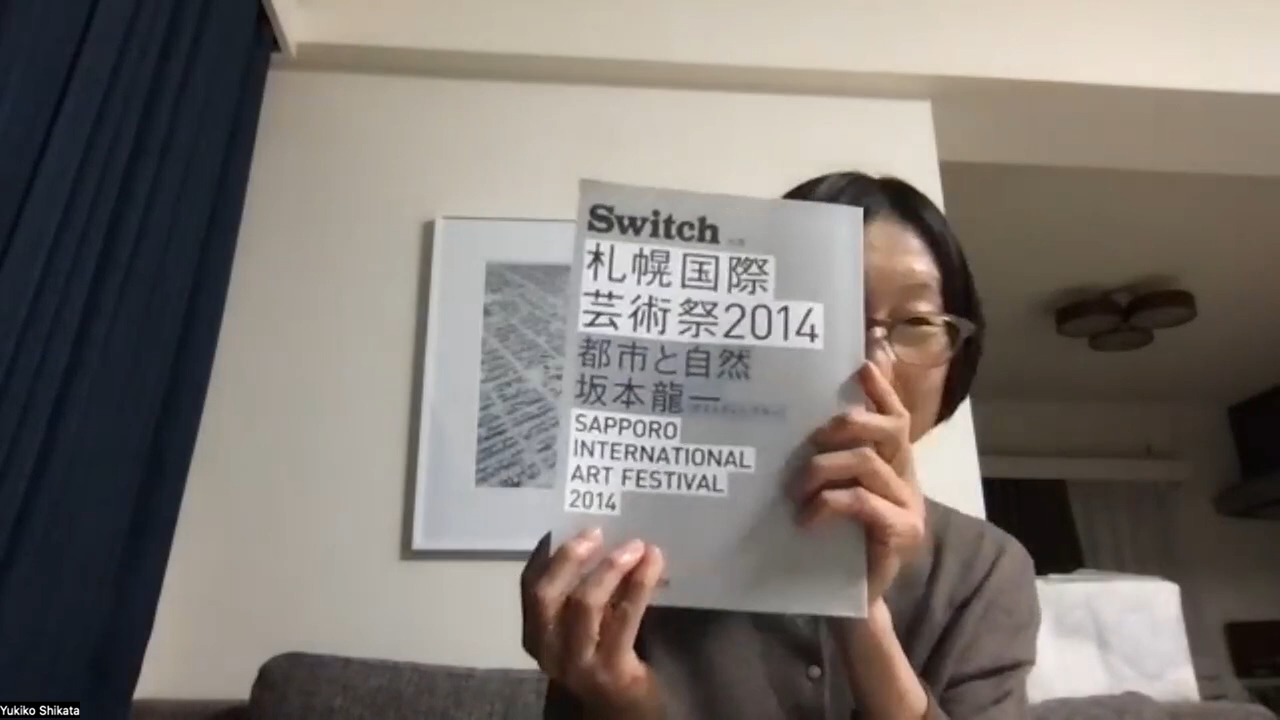 Switch
札幌国際
芸術祭2014
都市と自然
坂本龍一
SAPPORO
INTERNATIONAL
ART FESTIVAL
2014
Yukiko Shikata